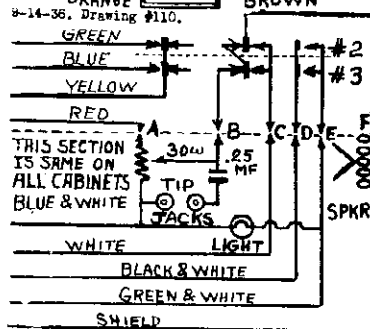 ORANGE BROWN
9-14-36. Drawing #110.
GREEN #2
BLUE #3
YELLOW
RED
A B C D E
THIS SECTION 30ω .25
IS SAME ON MF
ALL CABINETS TIP
BLUE & WHITE JACKS SPKR
WHITE LIGHT
BLACK & WHITE
GREEN & WHITE
SHIELD